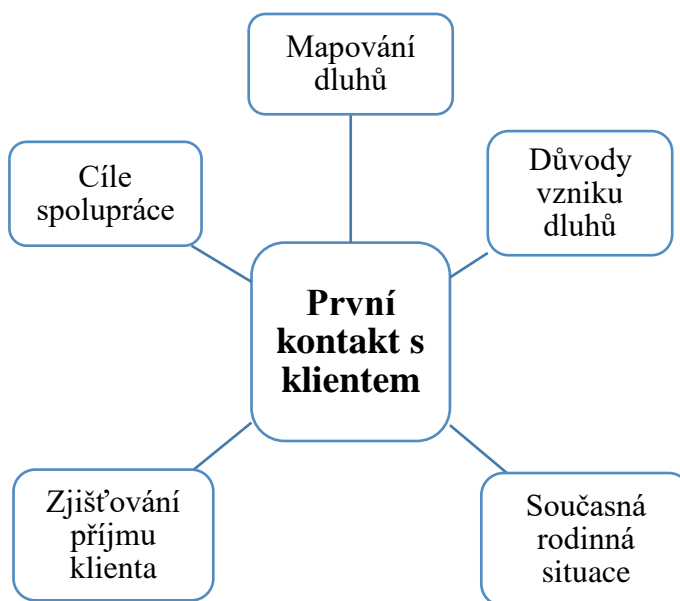 Mapování
dluhů
Důvody
vzniku
dluhů
Cíle
spolupráce
První
kontakt s
klientem
Zjišťování
příjmu
klienta
Současná
rodinná
situace